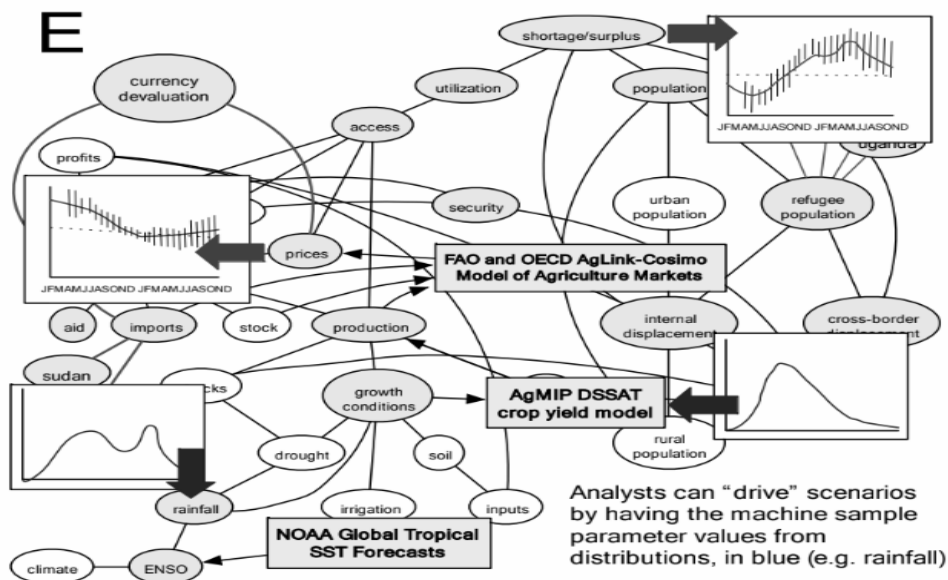 E
shortage/surplus
currency
devaluation
utilization
population
access
JFMAMJJASOND JFMAMJJASOND
uganda
profits
security
urban
population
refugee
population
prices
FAO and OECD AgLink-Cosimo
Model of Agriculture Markets
JFMAMJJASOND JFMAMJJASOND
aid
imports
stock
production
internal
displacement
cross-border
displacement
sudan
growth
conditions
AgMIP DSSAT
crop yield model
drought
soil
rural
population
rainfall
irrigation
inputs
NOAA Global Tropical
SST Forecasts
climate
ENSO
Analysts can “drive” scenarios
by having the machine sample
parameter values from
distributions, in blue (e.g. rainfall)